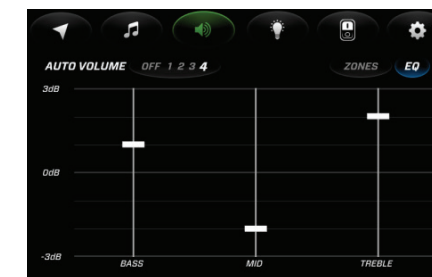 AUTO VOLUME OFF 1 2 3 4 ZONES EQ
3dB
0dB
-3dB
BASS MID TREBLE